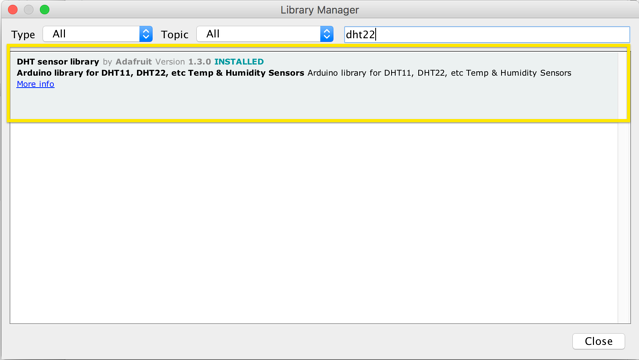 Library Manager
Type All Topic All dht22
DHT sensor library by Adafruit Version 1.3.0 INSTALLED
Arduino library for DHT11, DHT22, etc Temp & Humidity Sensors Arduino library for DHT11, DHT22, etc Temp & Humidity Sensors
More info
Close